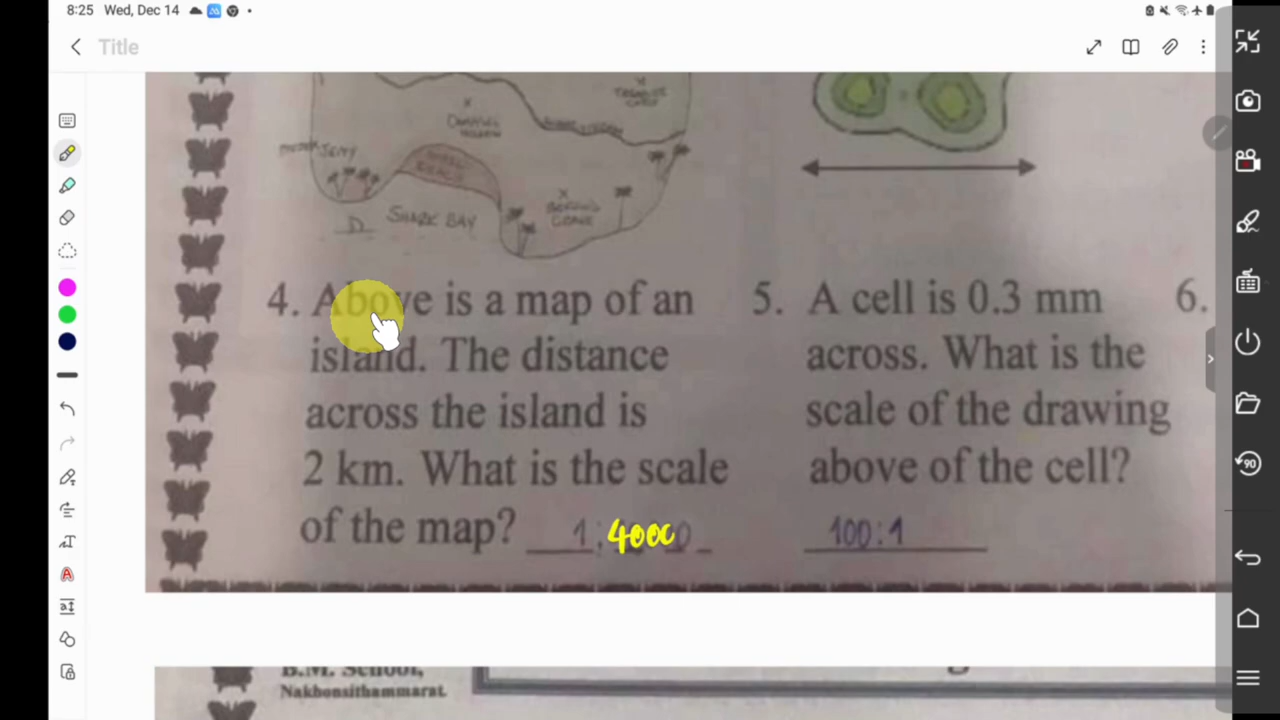 8:25 Wed, Dec 14
Title
SHARK BAY
D
4. Above is a map of an
island. The distance
across the island is
2 km. What is the scale
of the map? 1: 4000
5. A cell is 0.3 mm
across. What is the
scale of the drawing
above of the cell?
100:1
6.
B.M. School,
Nakhonsithammarat.